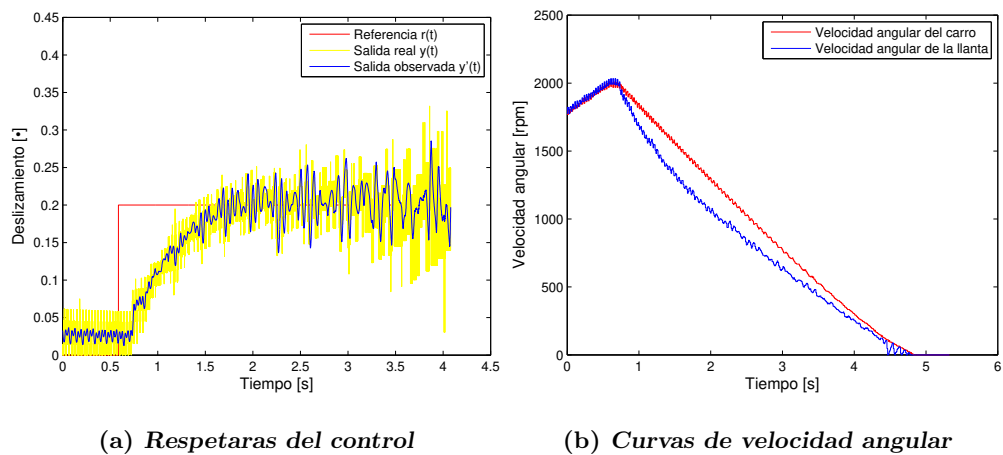 Referencia r(t)
Salida real y(t)
Salida observada y'(t)
Deslizamiento [•]
0.45
0.4
0.35
0.3
0.25
0.2
0.15
0.1
0.05
0
0 0.5 1 1.5 2 2.5 3 3.5 4 4.5
Tiempo [s]
(a) Respetaras del control
Velocidad angular del carro
Velocidad angular de la llanta
Velocidad angular [rpm]
2500
2000
1500
1000
500
0
0 1 2 3 4 5 6
Tiempo [s]
(b) Curvas de velocidad angular